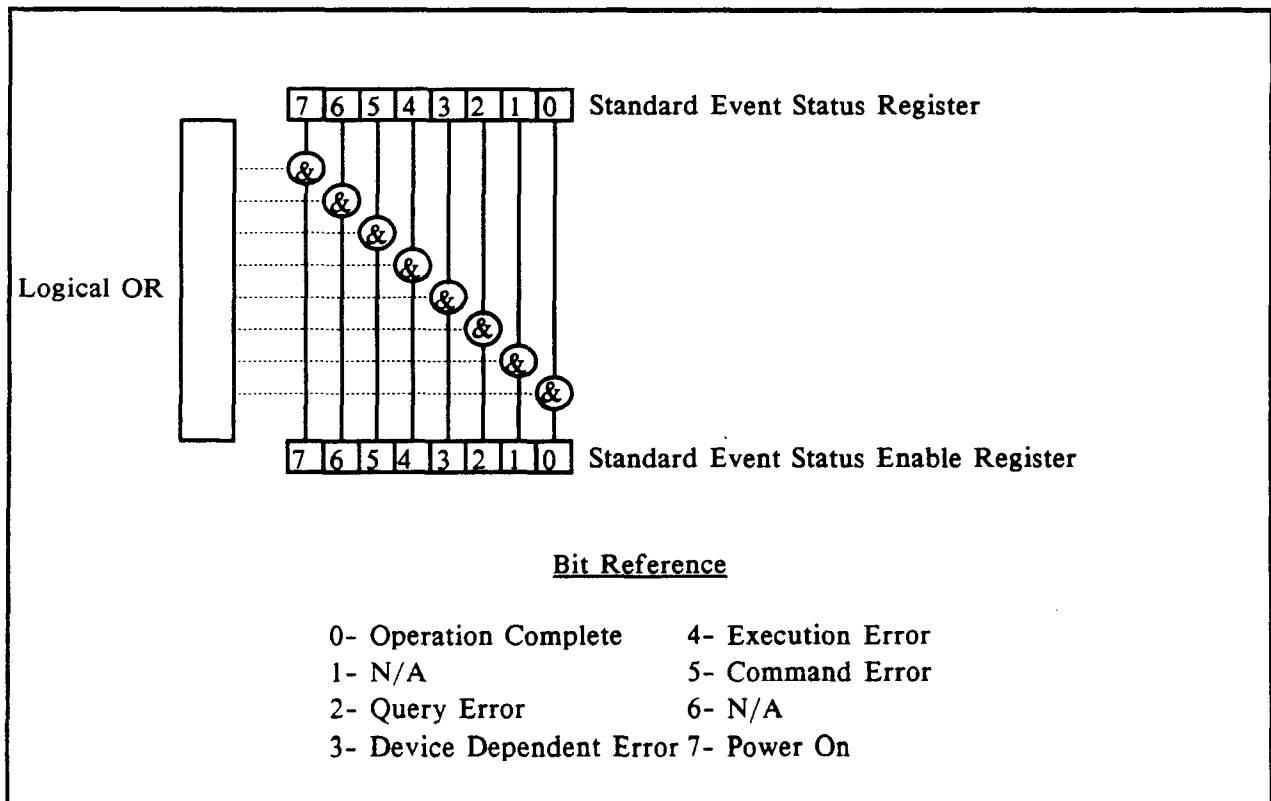 7 6 5 4 3 2 1 0 Standard Event Status Register
&
&
&
&
Logical OR
&
&
&
&
7 6 5 4 3 2 1 0 Standard Event Status Enable Register
Bit Reference
0- Operation Complete 4- Execution Error
1- N/A 5- Command Error
2- Query Error 6- N/A
3- Device Dependent Error 7- Power On